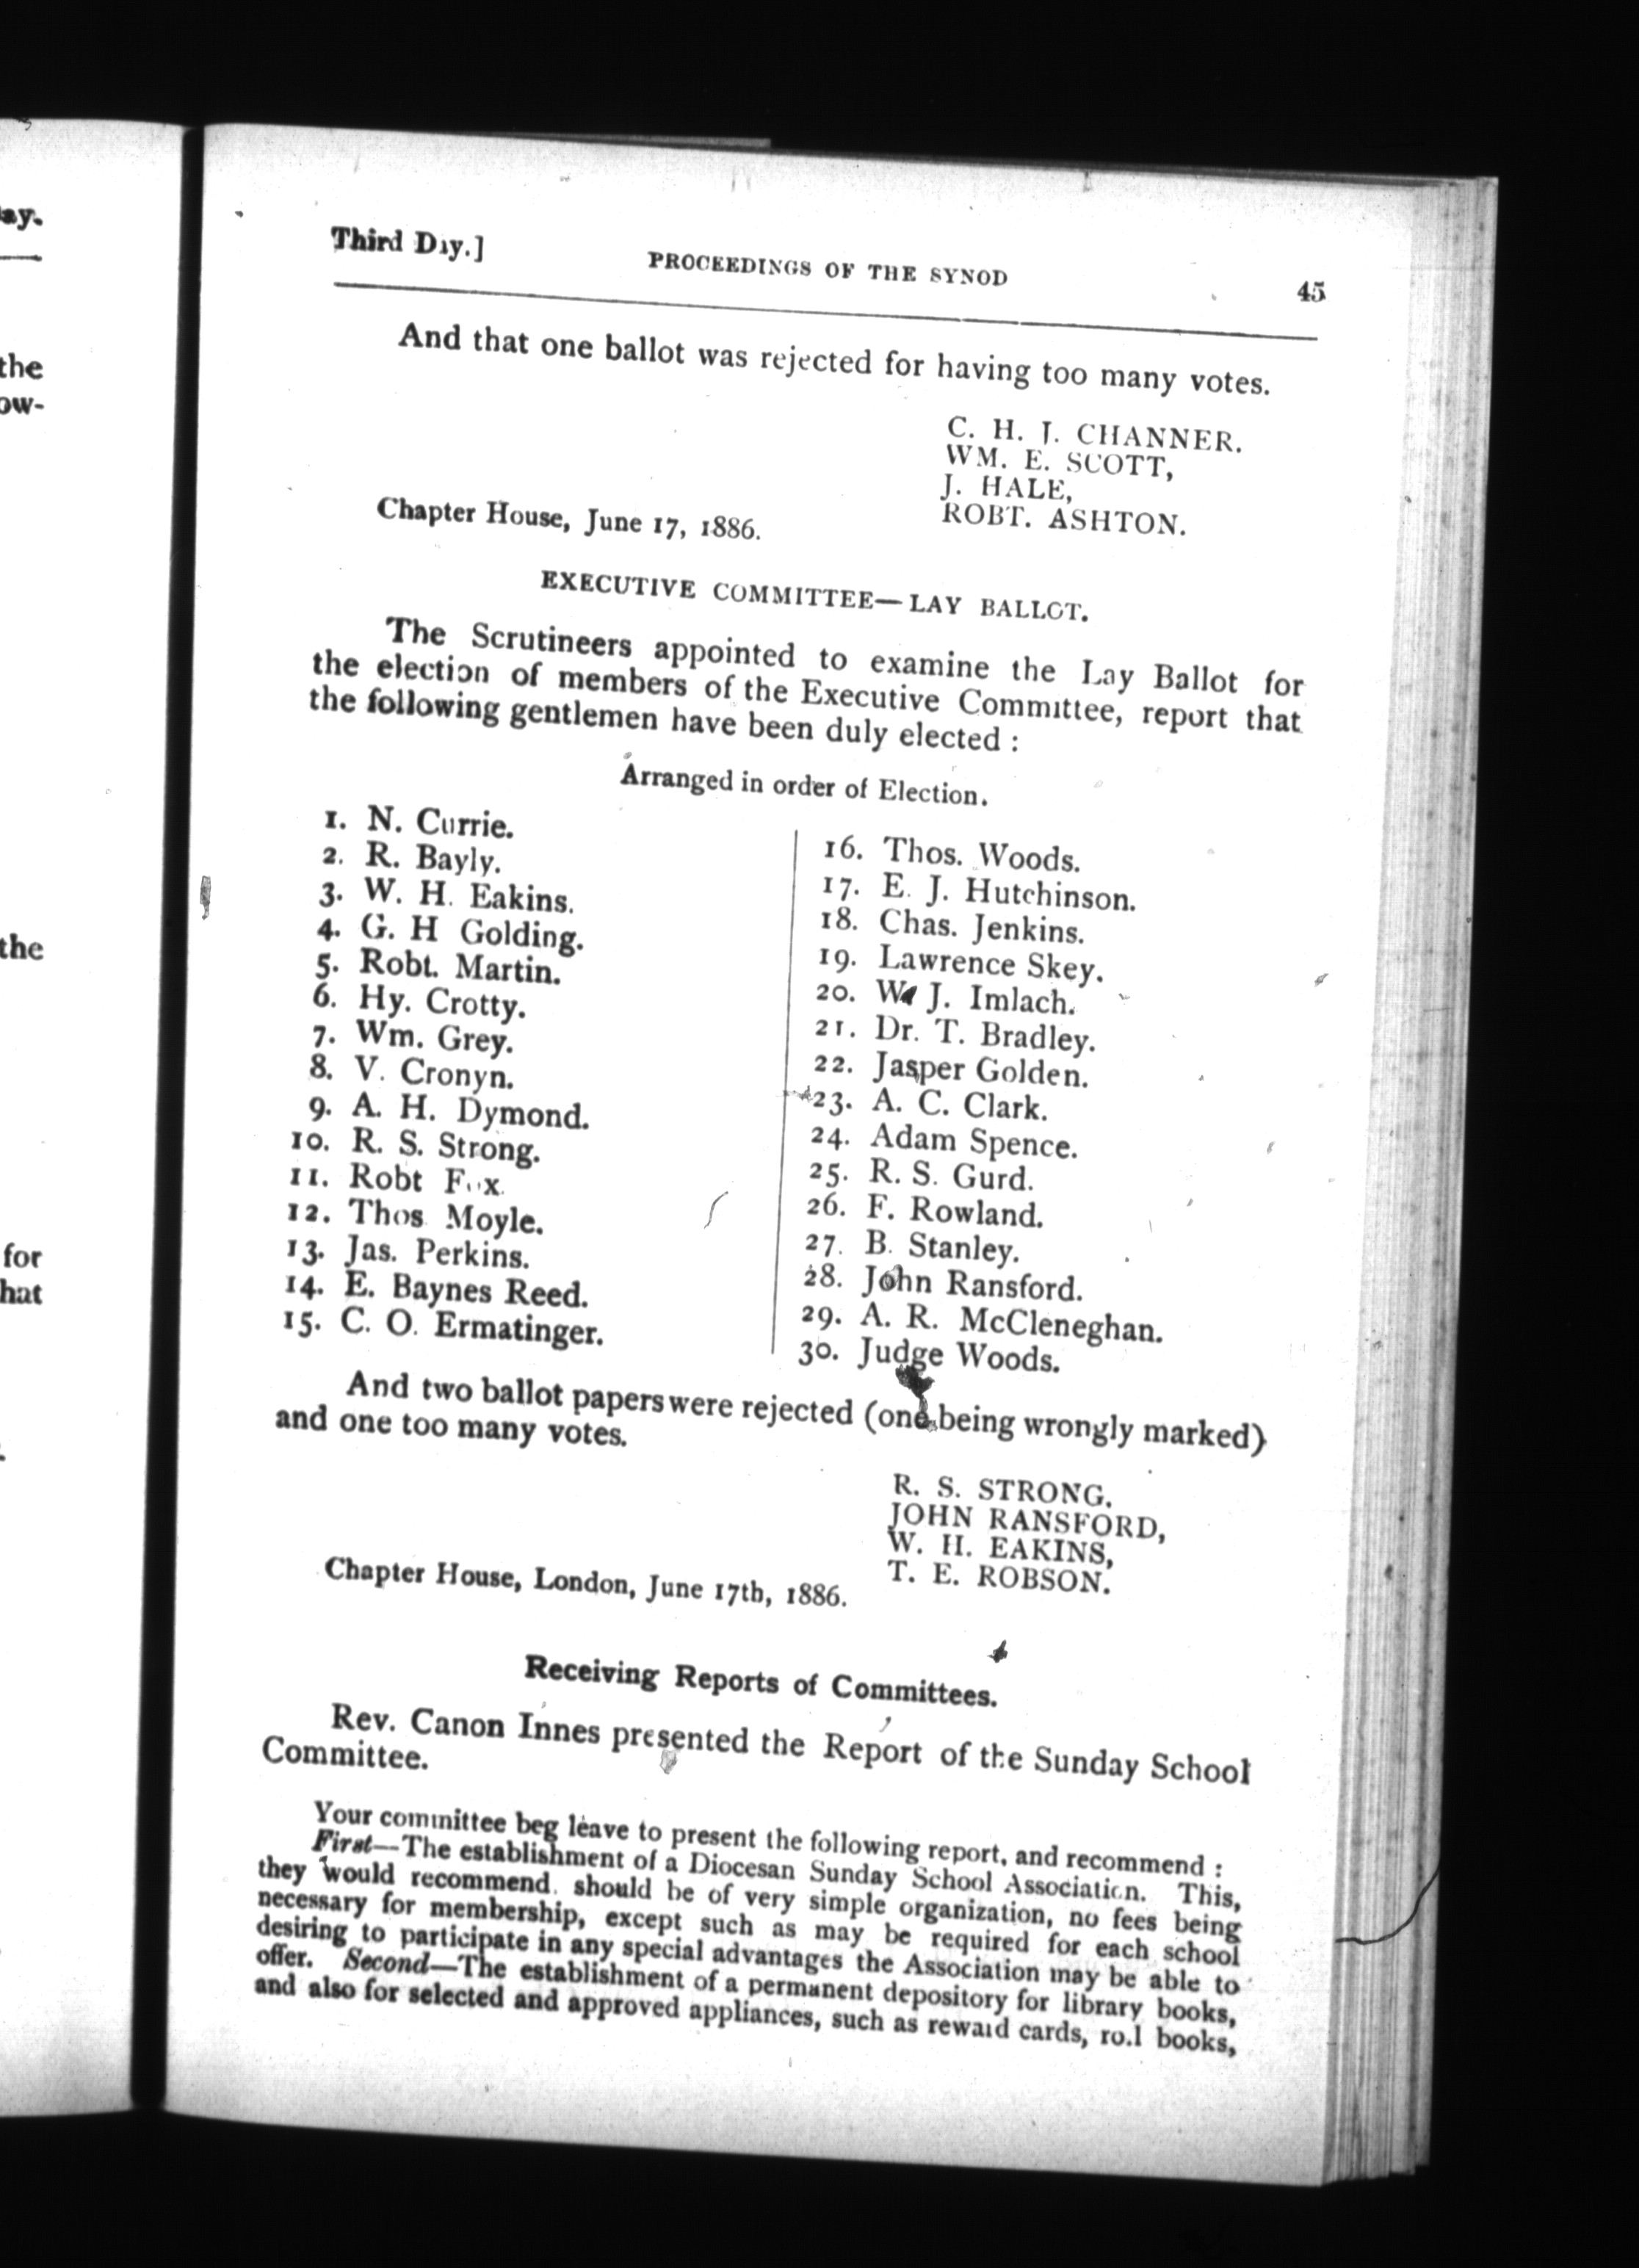 ay.
the
ow-
the
for
hat
Third Day.]
PROCEEDINGS OF THE SYNOD
45
And that one ballot was rejected for having too many votes.
C. H. J. CHANNER.
WM. E. SCOTT,
J. HALE,
ROBT. ASHTON.
Chapter House, June 17, 1886.
EXECUTIVE COMMITTEE—LAY BALLOT.
The Scrutineers appointed to examine the Lay Ballot for
the election of members of the Executive Committee, report that
the following gentlemen have been duly elected :
Arranged in order of Election.
1. N. Currie.
2. R. Bayly.
3. W. H. Eakins.
4. G. H Golding.
5. Robt. Martin.
6. Hy. Crotty.
7. Wm. Grey.
8. V. Cronyn.
9. A. H. Dymond.
10. R. S. Strong.
11. Robt Fox.
12. Thos Moyle.
13. Jas. Perkins.
14. E. Baynes Reed.
15. C. O. Ermatinger.
16. Thos. Woods.
17. E. J. Hutchinson.
18. Chas. Jenkins.
19. Lawrence Skey.
20. W. J. Imlach.
21. Dr. T. Bradley.
22. Jasper Golden.
23. A. C. Clark.
24. Adam Spence.
25. R. S. Gurd.
26. F. Rowland.
27. B. Stanley.
28. John Ransford.
29. A. R. McCleneghan.
30. Judge Woods.
And two ballot papers were rejected (one being wrongly marked)
and one too many votes.
R. S. STRONG.
JOHN RANSFORD,
W. H. EAKINS,
T. E. ROBSON.
Chapter House, London, June 17th, 1886.
Receiving Reports of Committees.
Rev. Canon Innes presented the Report of the Sunday School
Committee.
Your committee beg leave to present the following report, and recommend :
First—The establishment of a Diocesan Sunday School Association. This,
they would recommend. should be of very simple organization, no fees being
necessary for membership, except such as may be required for each school
desiring to participate in any special advantages the Association may be able to
offer. Second—The establishment of a permanent depository for library books,
and also for selected and approved appliances, such as reward cards, roll books,